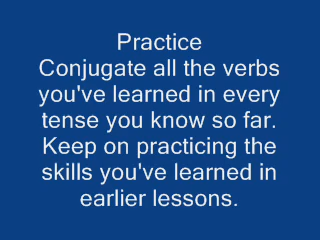 Practice
Conjugate all the verbs
you've learned in every
tense you know so far.
Keep on practicing the
skills you've learned in
earlier lessons.